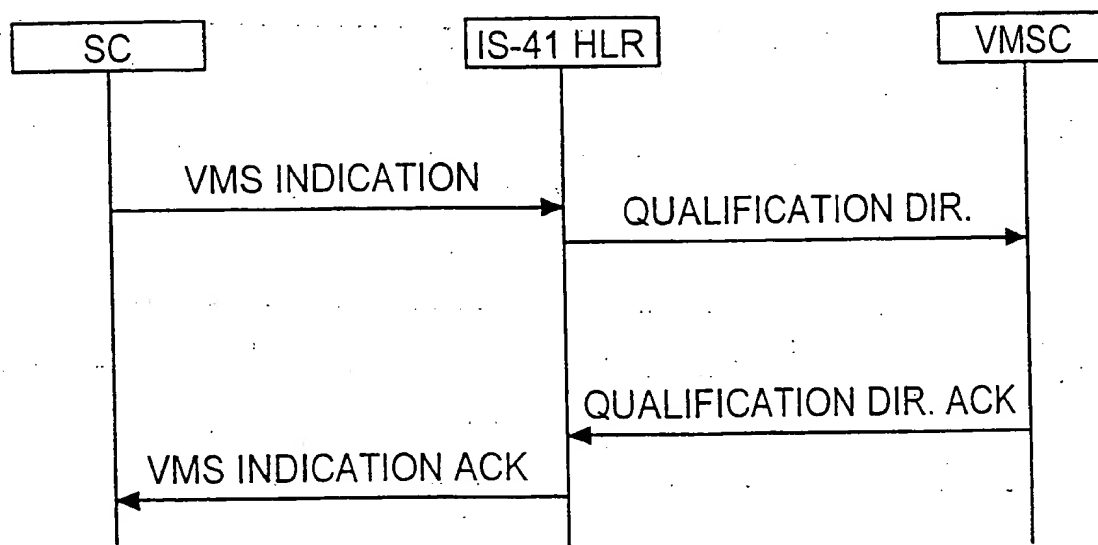 SC
IS-41 HLR
VMSC
VMS INDICATION
QUALIFICATION DIR.
QUALIFICATION DIR. ACK
VMS INDICATION ACK